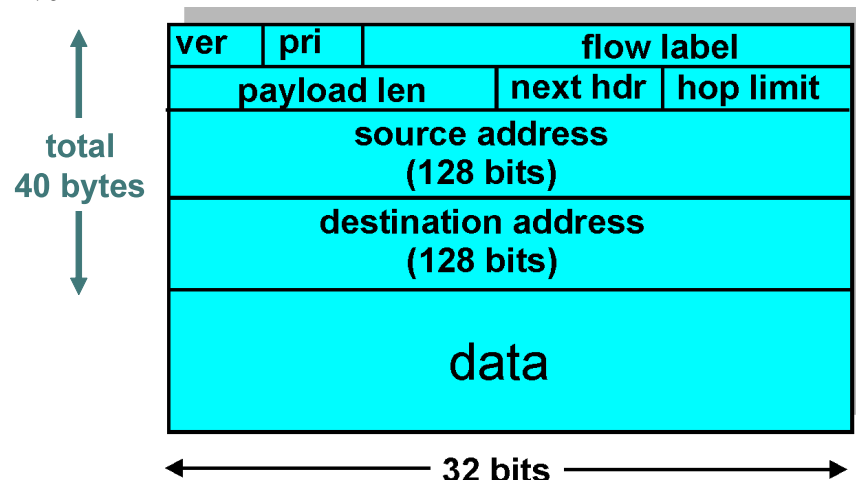 ver pri flow label
payload len next hdr hop limit
source address
(128 bits)
destination address
(128 bits)
data
total
40 bytes
32 bits